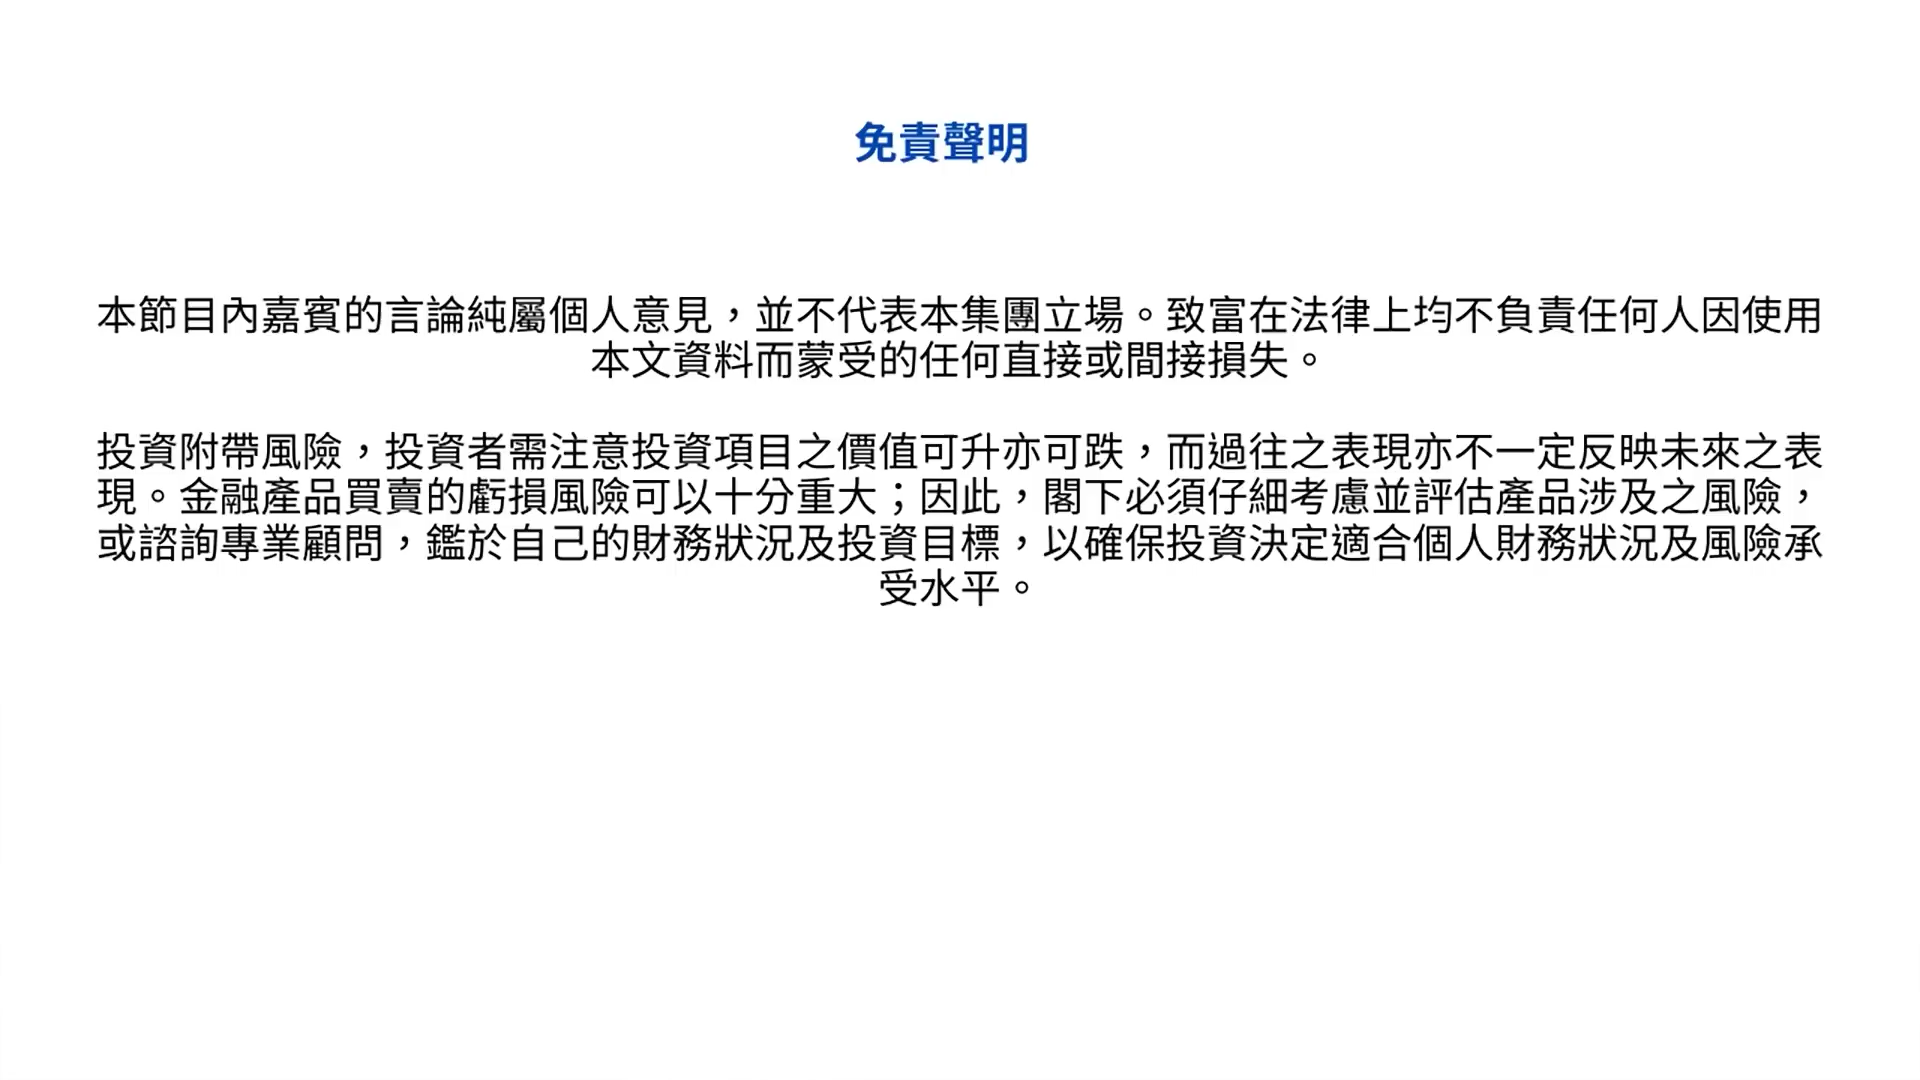 免責聲明
本節目內嘉賓的言論純屬個人意見，並不代表本集團立場。致富在法律上均不負責任何人因使用
本文資料而蒙受的任何直接或間接損失。
投資附帶風險，投資者需注意投資項目之價值可升亦可跌，而過往之表現亦不一定反映未來之表
現。金融產品買賣的虧損風險可以十分重大；因此，閣下必須仔細考慮並評估產品涉及之風險，
或諮詢專業顧問，鑑於自己的財務狀況及投資目標，以確保投資決定適合個人財務狀況及風險承
受水平。